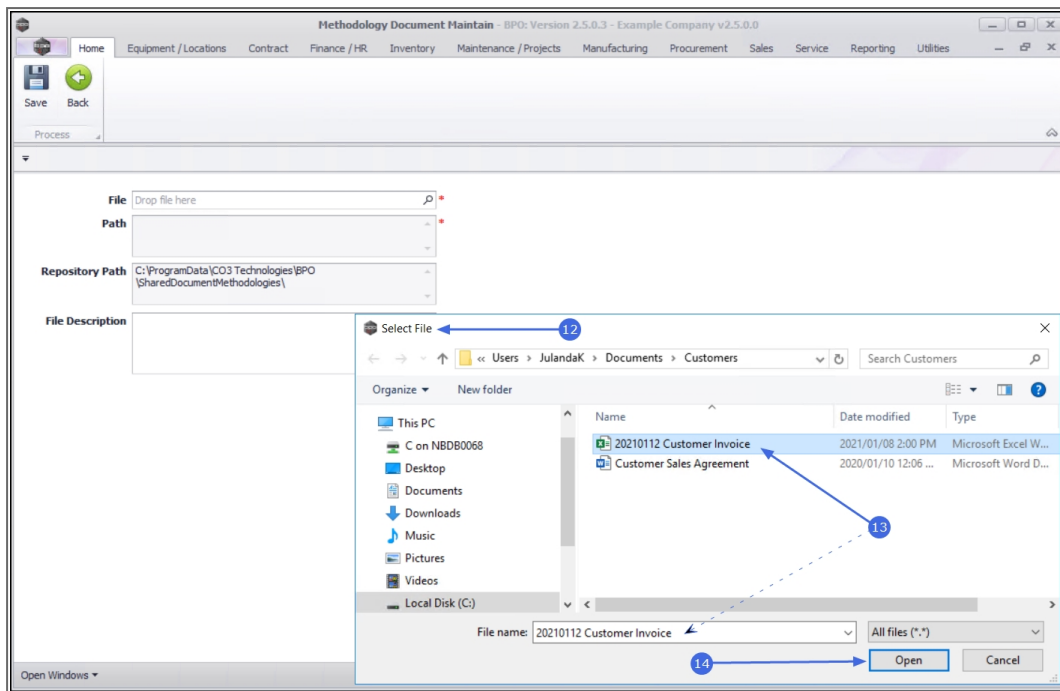 Methodology Document Maintain - BPO: Version 2.5.0.3 - Example Company v2.5.0.0
Home Equipment / Locations Contract Finance / HR Inventory Maintenance / Projects Manufacturing Procurement Sales Service Reporting Utilities
Save Back
Process
File Drop file here *
Path *
Repository Path C:\ProgramData\CO3 Technologies\BPO
\SharedDocumentMethodologies\
File Description
Select File 12
« Users › JulandaK › Documents › Customers Search Customers
Organize New folder
This PC
C on NBDB0068
Desktop
Documents
Downloads
Music
Pictures
Videos
Local Disk (C:)
Name Date modified Type
20210112 Customer Invoice 2021/01/08 2:00 PM Microsoft Excel W...
Customer Sales Agreement 2020/01/10 12:06 ... Microsoft Word D...
13
File name: 20210112 Customer Invoice All files (*.*)
14 Open Cancel
Open Windows